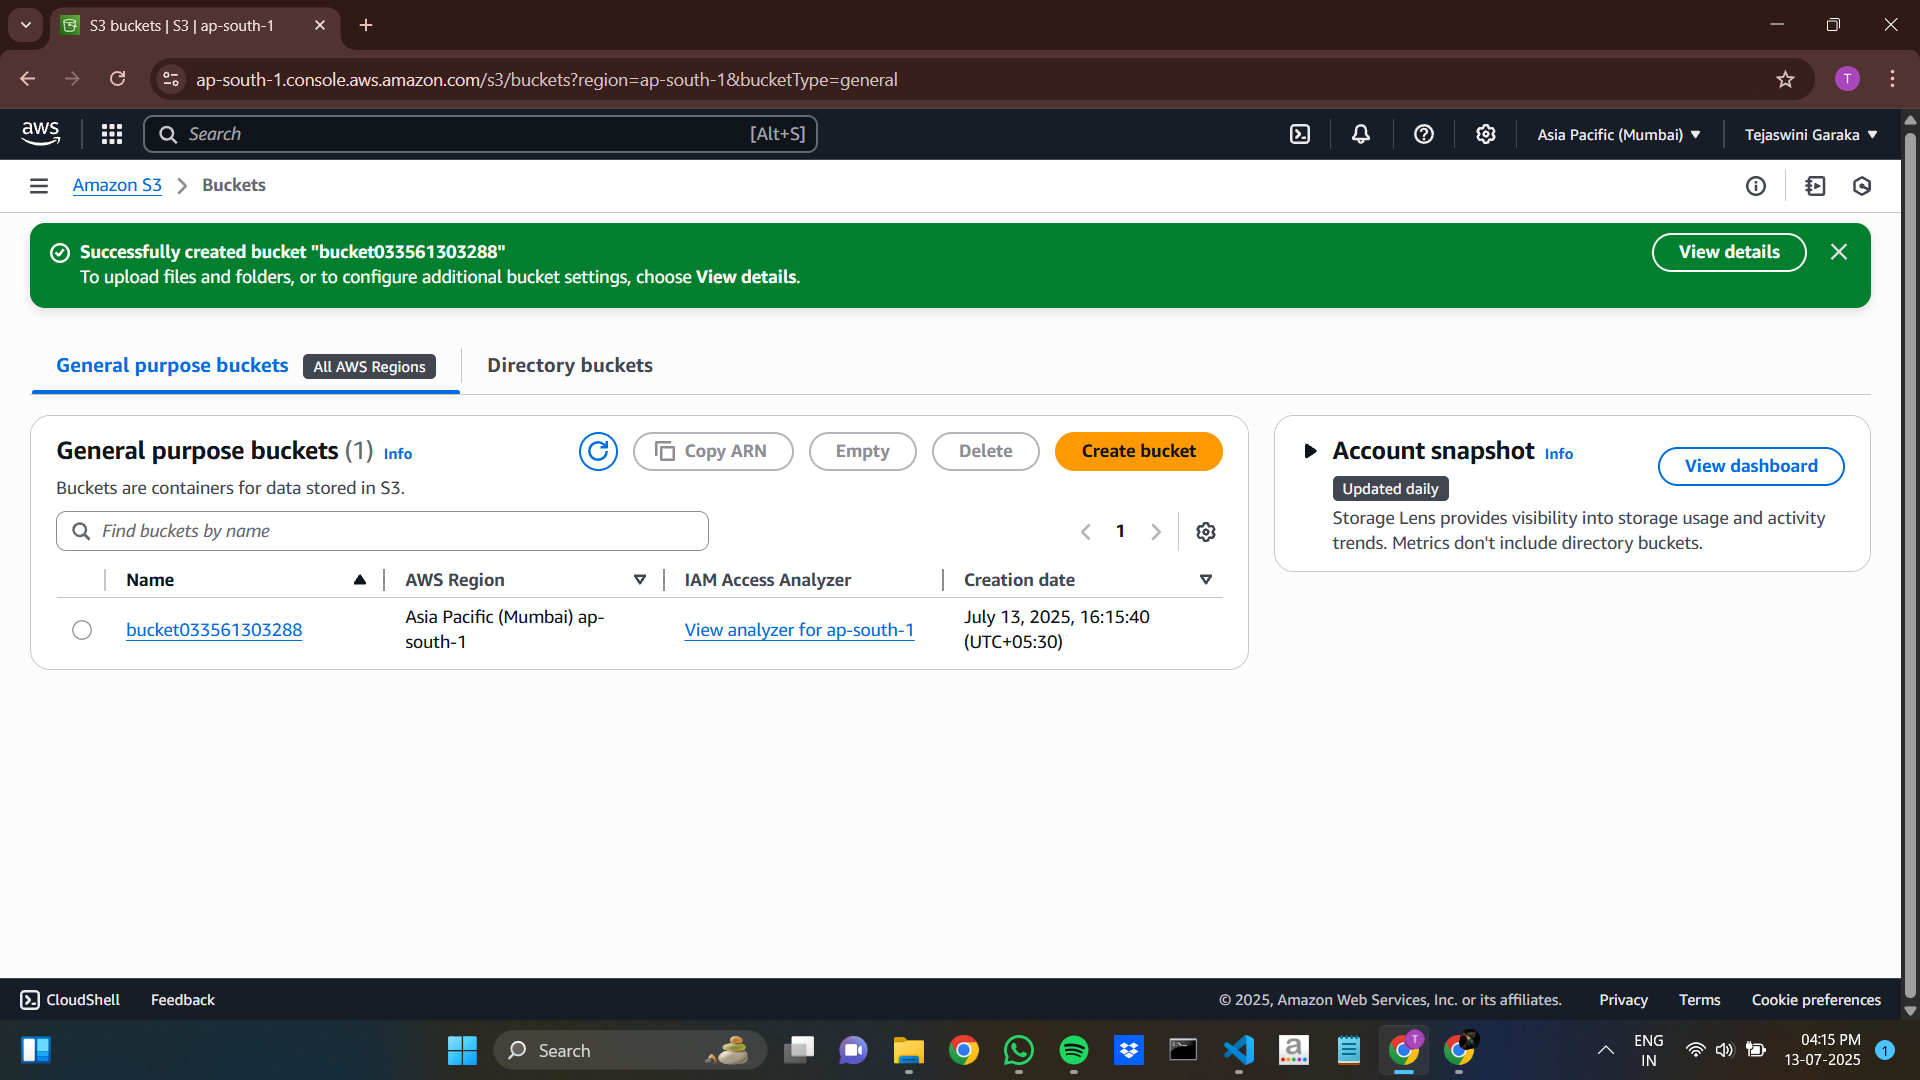 S3 buckets | S3 | ap-south-1
ap-south-1.console.aws.amazon.com/s3/buckets?region=ap-south-1&bucketType=general
T
aws
Search
[Alt+S]
Asia Pacific (Mumbai)
Tejaswini Garaka
Amazon S3 > Buckets
Successfully created bucket "bucket033561303288"
To upload files and folders, or to configure additional bucket settings, choose View details.
View details
General purpose buckets
All AWS Regions
Directory buckets
General purpose buckets (1) Info
Copy ARN
Empty
Delete
Create bucket
Buckets are containers for data stored in S3.
Find buckets by name
1
Name
AWS Region
IAM Access Analyzer
Creation date
bucket033561303288
Asia Pacific (Mumbai) ap-
south-1
View analyzer for ap-south-1
July 13, 2025, 16:15:40
(UTC+05:30)
Account snapshot Info
View dashboard
Updated daily
Storage Lens provides visibility into storage usage and activity
trends. Metrics don't include directory buckets.
CloudShell
Feedback
© 2025, Amazon Web Services, Inc. or its affiliates.
Privacy
Terms
Cookie preferences
Search
a
T
ENG
IN
04:15 PM
13-07-2025
1